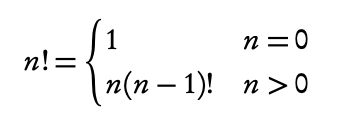 n! = { 1 n = 0
n(n − 1)! n > 0